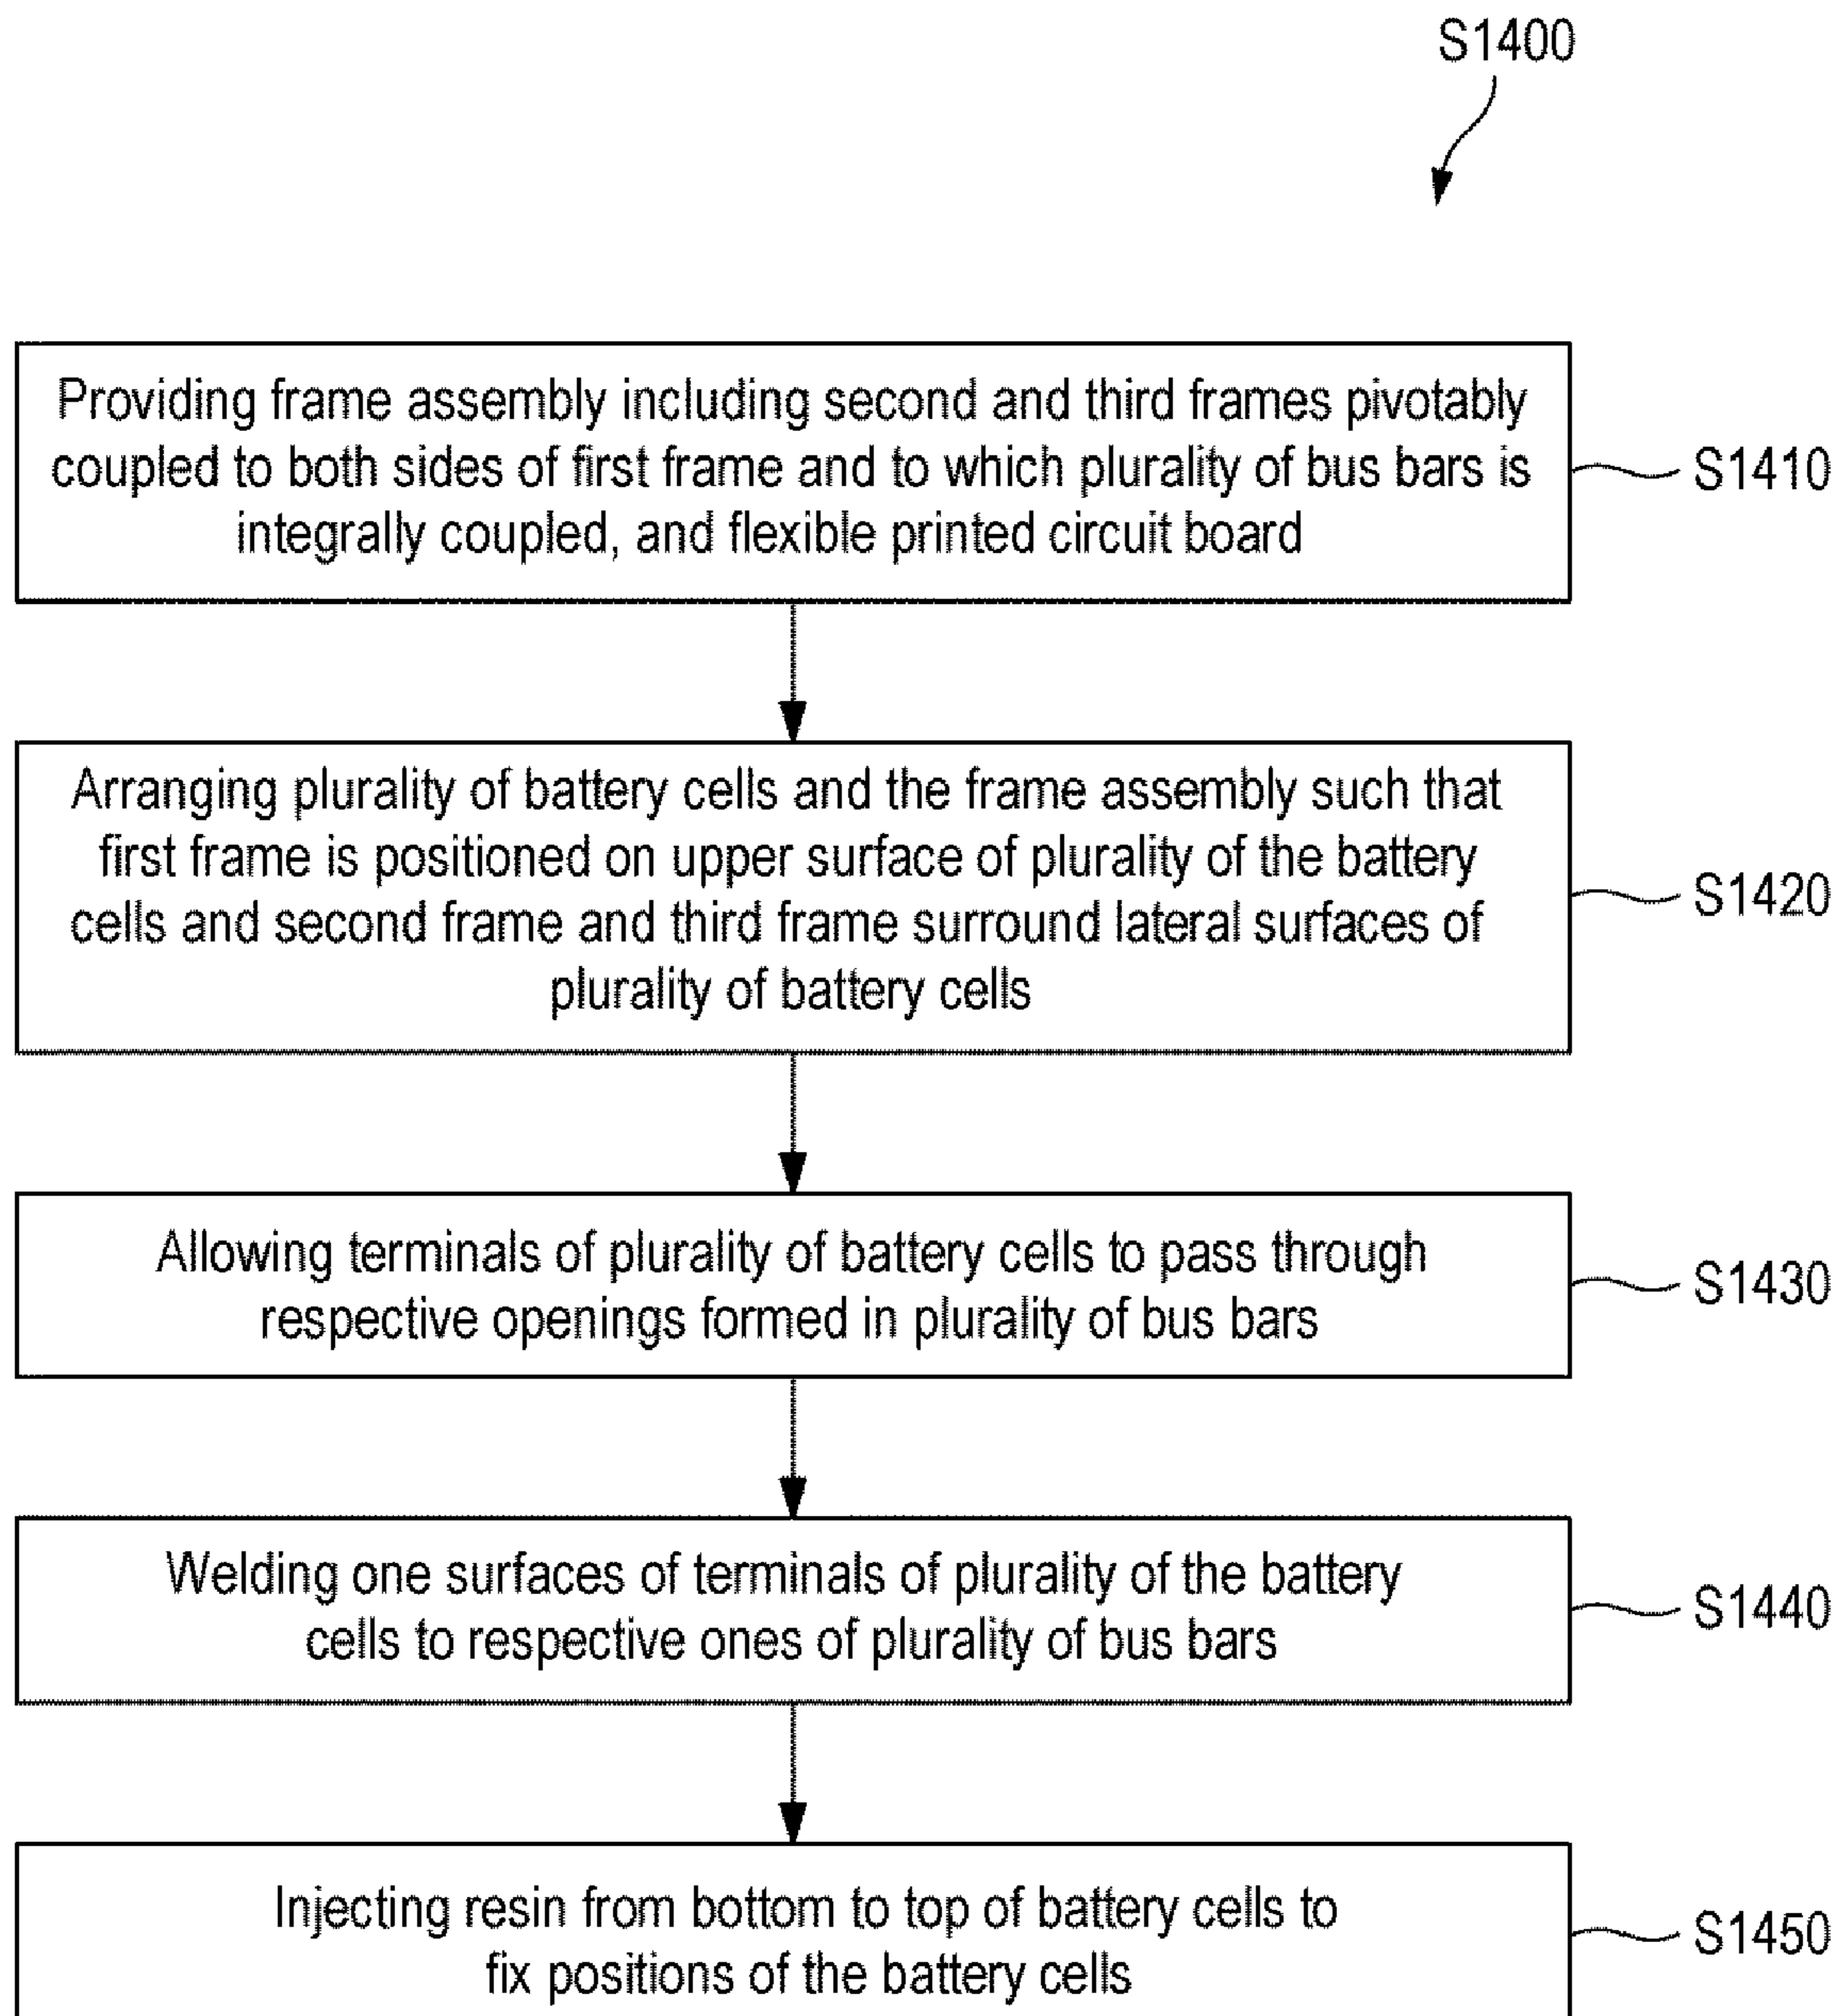 S1400
Providing frame assembly including second and third frames pivotably
coupled to both sides of first frame and to which plurality of bus bars is
integrally coupled, and flexible printed circuit board
S1410
Arranging plurality of battery cells and the frame assembly such that
first frame is positioned on upper surface of plurality of the battery
cells and second frame and third frame surround lateral surfaces of
plurality of battery cells
S1420
Allowing terminals of plurality of battery cells to pass through
respective openings formed in plurality of bus bars
S1430
Welding one surfaces of terminals of plurality of the battery
cells to respective ones of plurality of bus bars
S1440
Injecting resin from bottom to top of battery cells to
fix positions of the battery cells
S1450